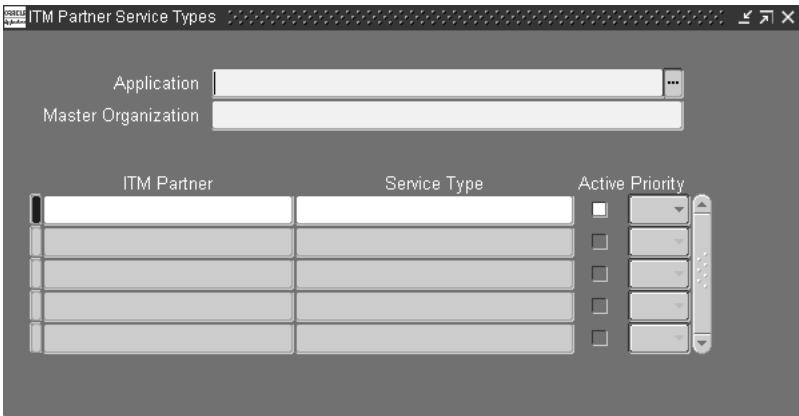 ITM Partner Service Types
Application
...
Master Organization
ITM Partner Service Type Active Priority